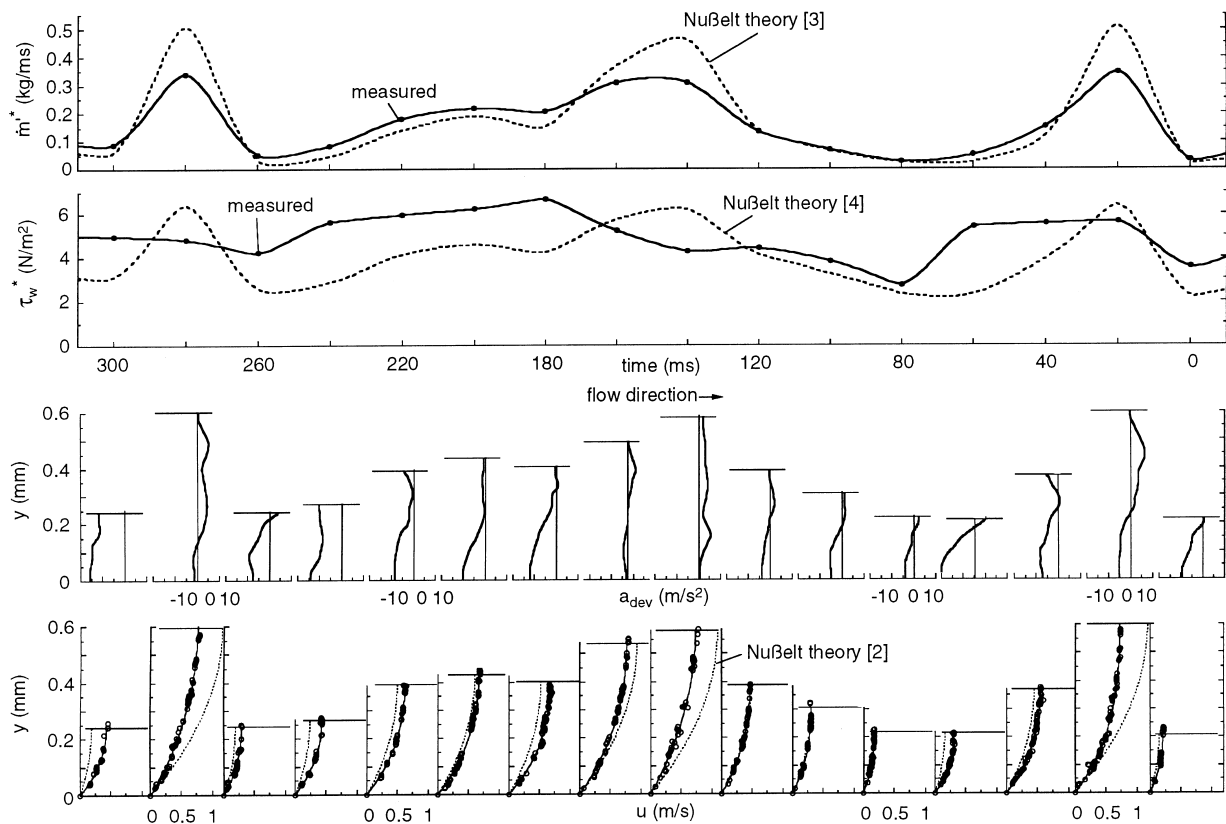 Nußelt theory [3]
measured
ṁ'* (kg/ms)
0.5
0.4
0.3
0.2
0.1
0
measured
Nußelt theory [4]
τw* (N/m²)
6
4
2
0
300 260 220 180 time (ms) 120 80 40 0
flow direction→
y (mm)
0.6
0.4
0.2
0
-10 0 10 -10 0 10 adev (m/s²) -10 0 10 -10 0 10
Nußelt theory [2]
y (mm)
0.6
0.4
0.2
0
0 0.5 1 0 0.5 1 u (m/s) 0 0.5 1 0 0.5 1